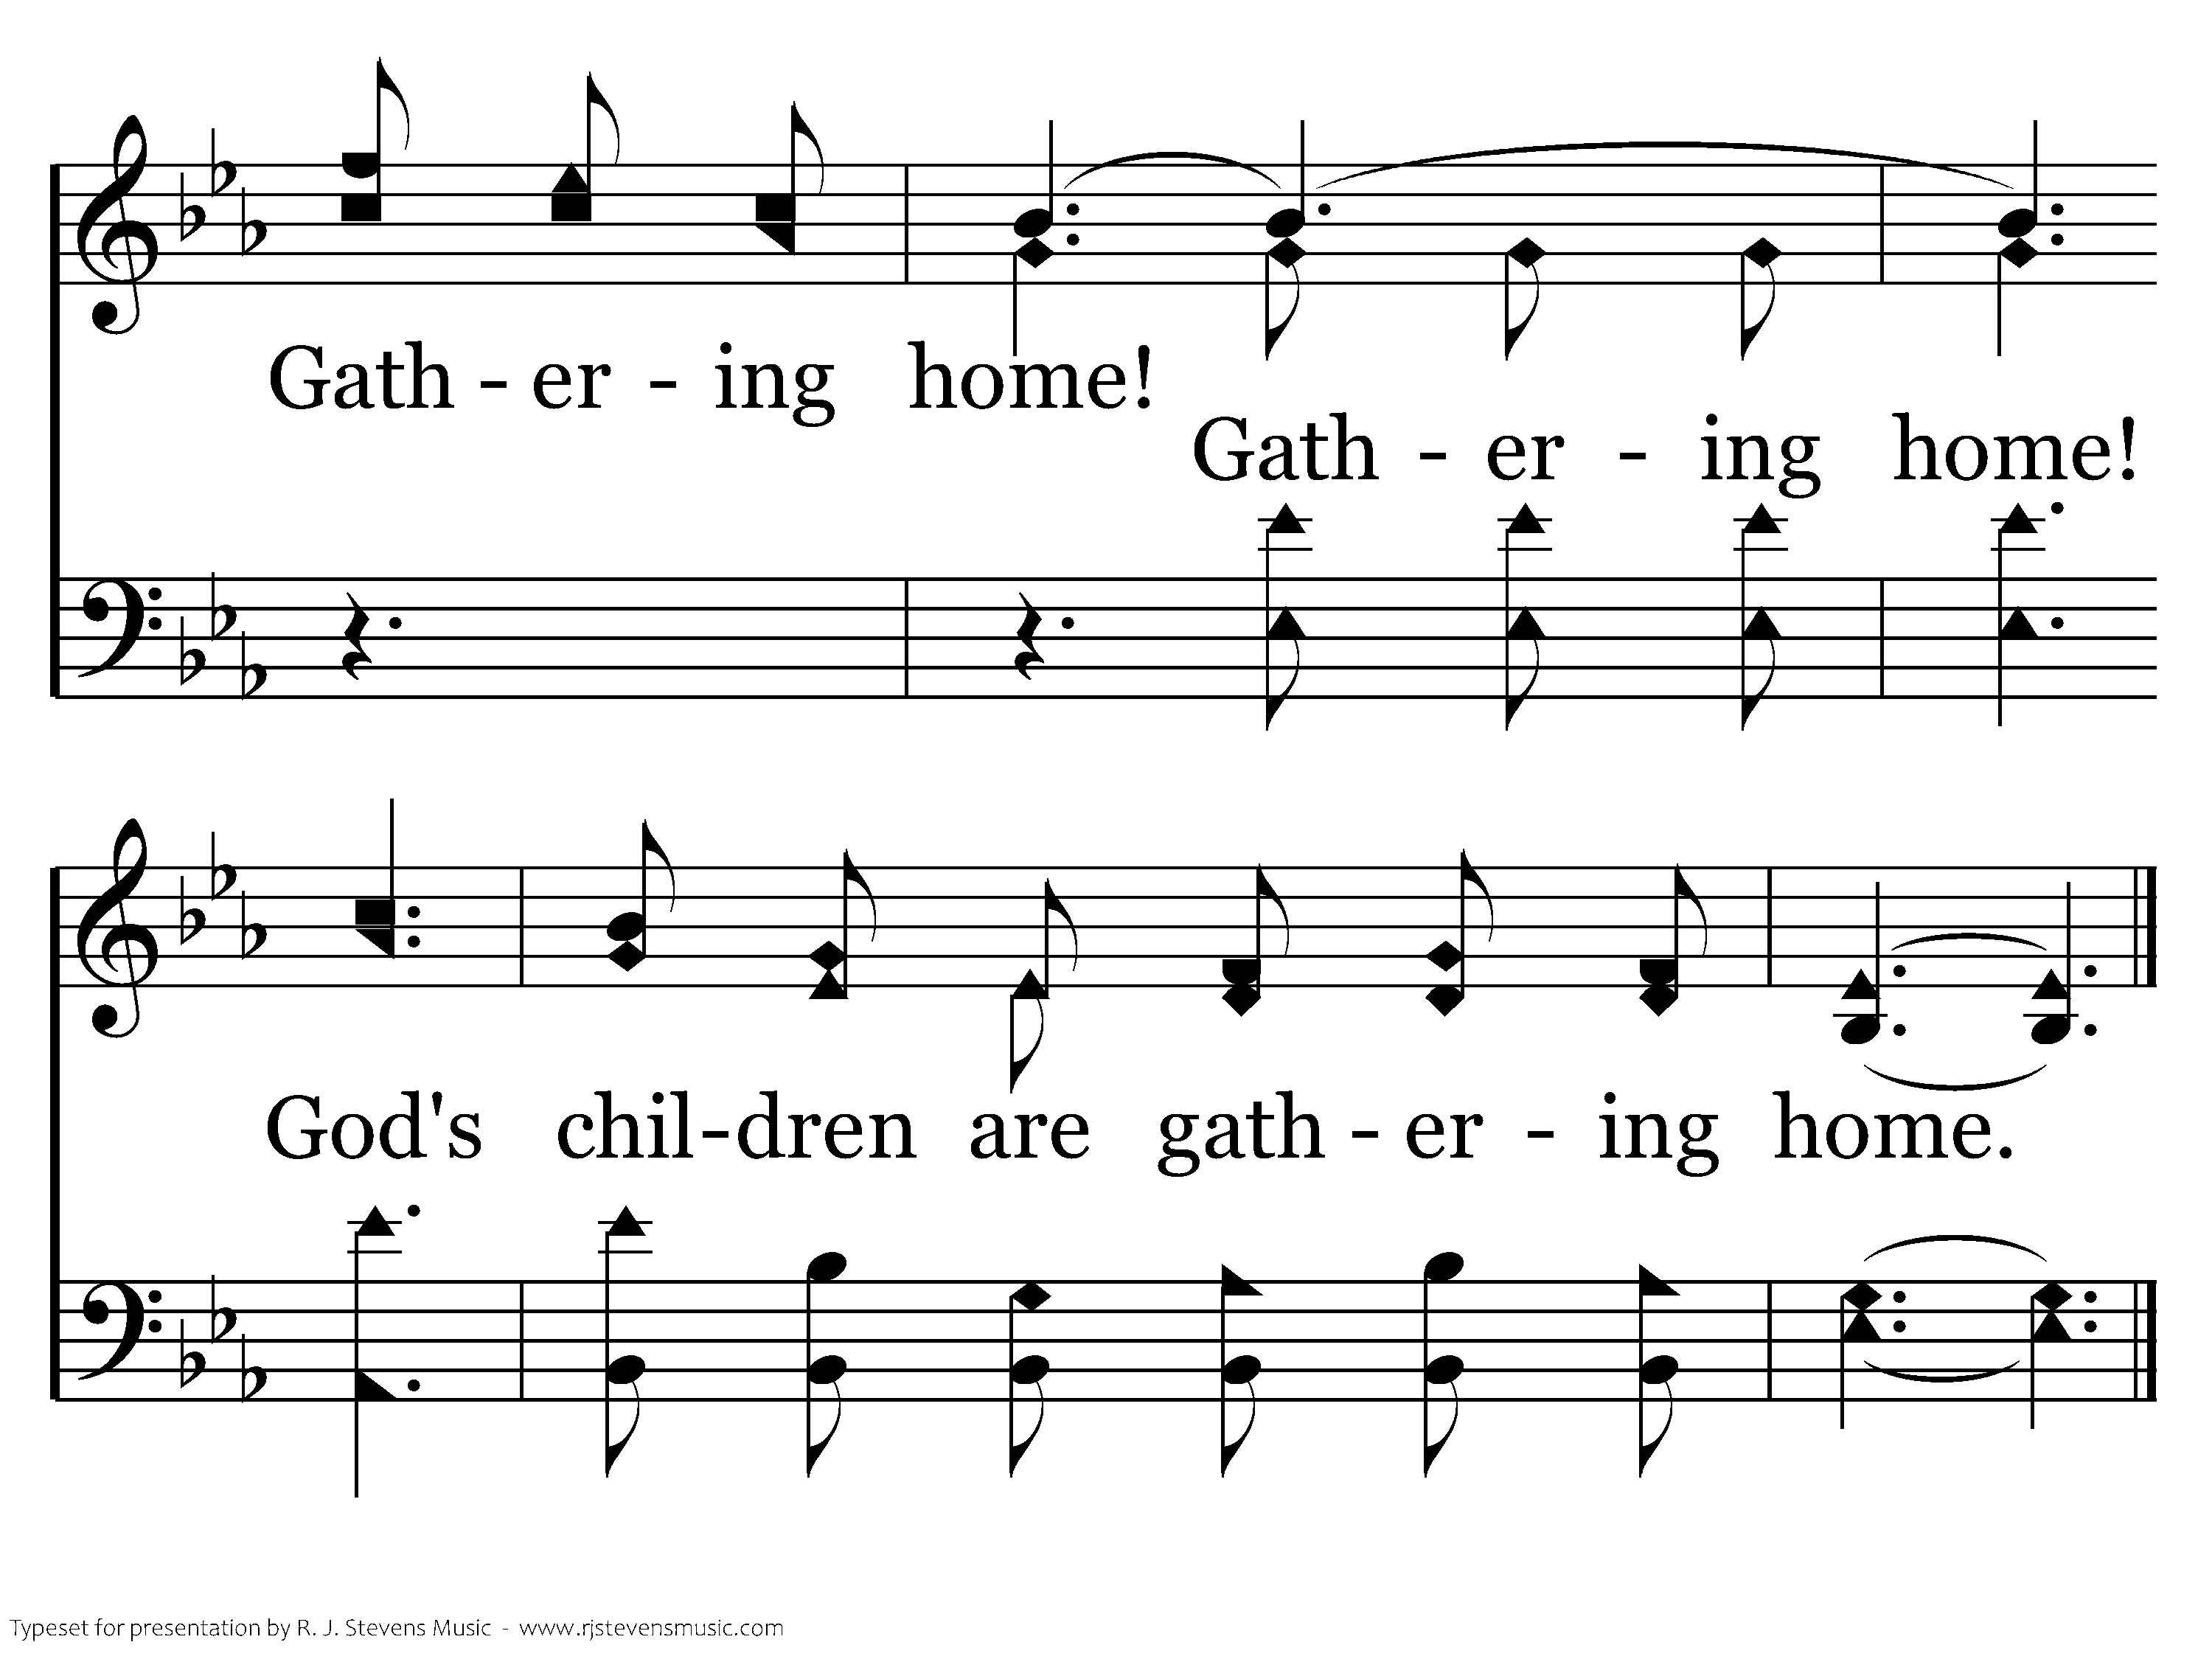 Gath - er - ing home!
Gath - er - ing home!
God's chil-dren are gath - er - ing home.
Typeset for presentation by R. J. Stevens Music - www.rjstevensmusic.com